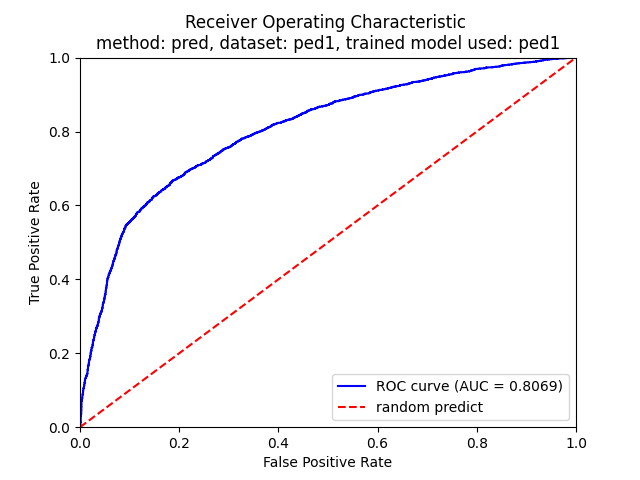 Receiver Operating Characteristic
method: pred, dataset: ped1, trained model used: ped1
1.0
0.8
0.6
0.4
0.2
0.0
True Positive Rate
ROC curve (AUC = 0.8069)
random predict
0.0 0.2 0.4 0.6 0.8 1.0
False Positive Rate